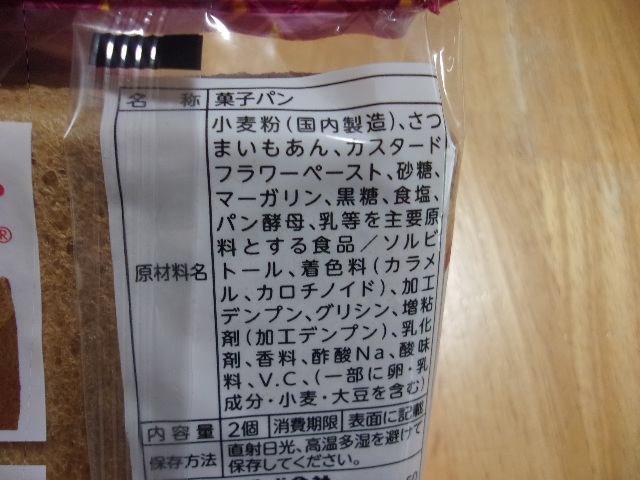 名 称 菓子パン
小麦粉(国内製造)、さつ
まいもあん、カスタード
フラワーペースト、砂糖、
マーガリン、黒糖、食塩、
パン酵母、乳等を主要原
料とする食品/ソルビ
原材料名 トール、着色料(カラメ
ル、カロチノイド)、加工
デンプン、グリシン、増粘
剤(加工デンプン)、乳化
剤、香料、酢酸Na、酸味
料、V.C、(一部に卵・乳
成分・小麦・大豆を含む)
内容量 2個 消費期限 表面に記載
保存方法 直射日光、高温多湿を避けて
保存してください。
®